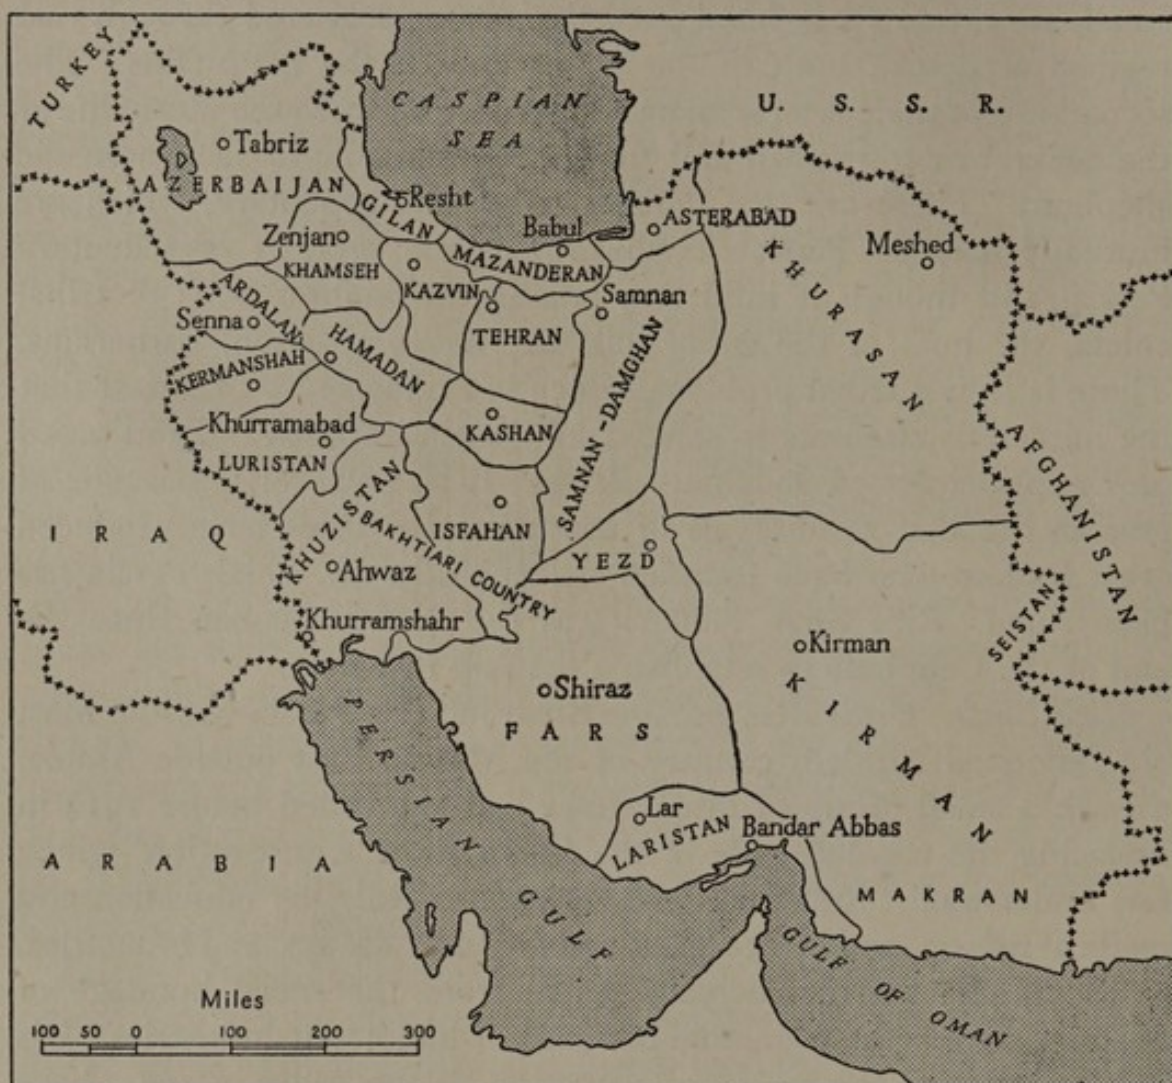 TURKEY
CASPIAN
SEA
U. S. S. R.
Tabriz
AZERBAIJAN
Resht
GILAN
Babul
ASTERABAD
Meshed
Zenjan
KHAMSEH
MAZANDERAN
KHURASAN
KAZVIN
Samnan
ARDALAN
Senna
HAMADAN
TEHRAN
KERMANSHAH
SAMNAN-DAMGHAN
Khurramabad
KASHAN
LURISTAN
AFGHANISTAN
IRAQ
KHUZISTAN
BAKHTIARI COUNTRY
ISFAHAN
YEZD
Ahwaz
Khurramshahr
SEISTAN
Kirman
KIRMAN
Shiraz
FARS
PERSIAN GULF
Lar
LARISTAN
Bandar Abbas
ARABIA
MAKRAN
GULF OF OMAN
Miles
100 50 0 100 200 300